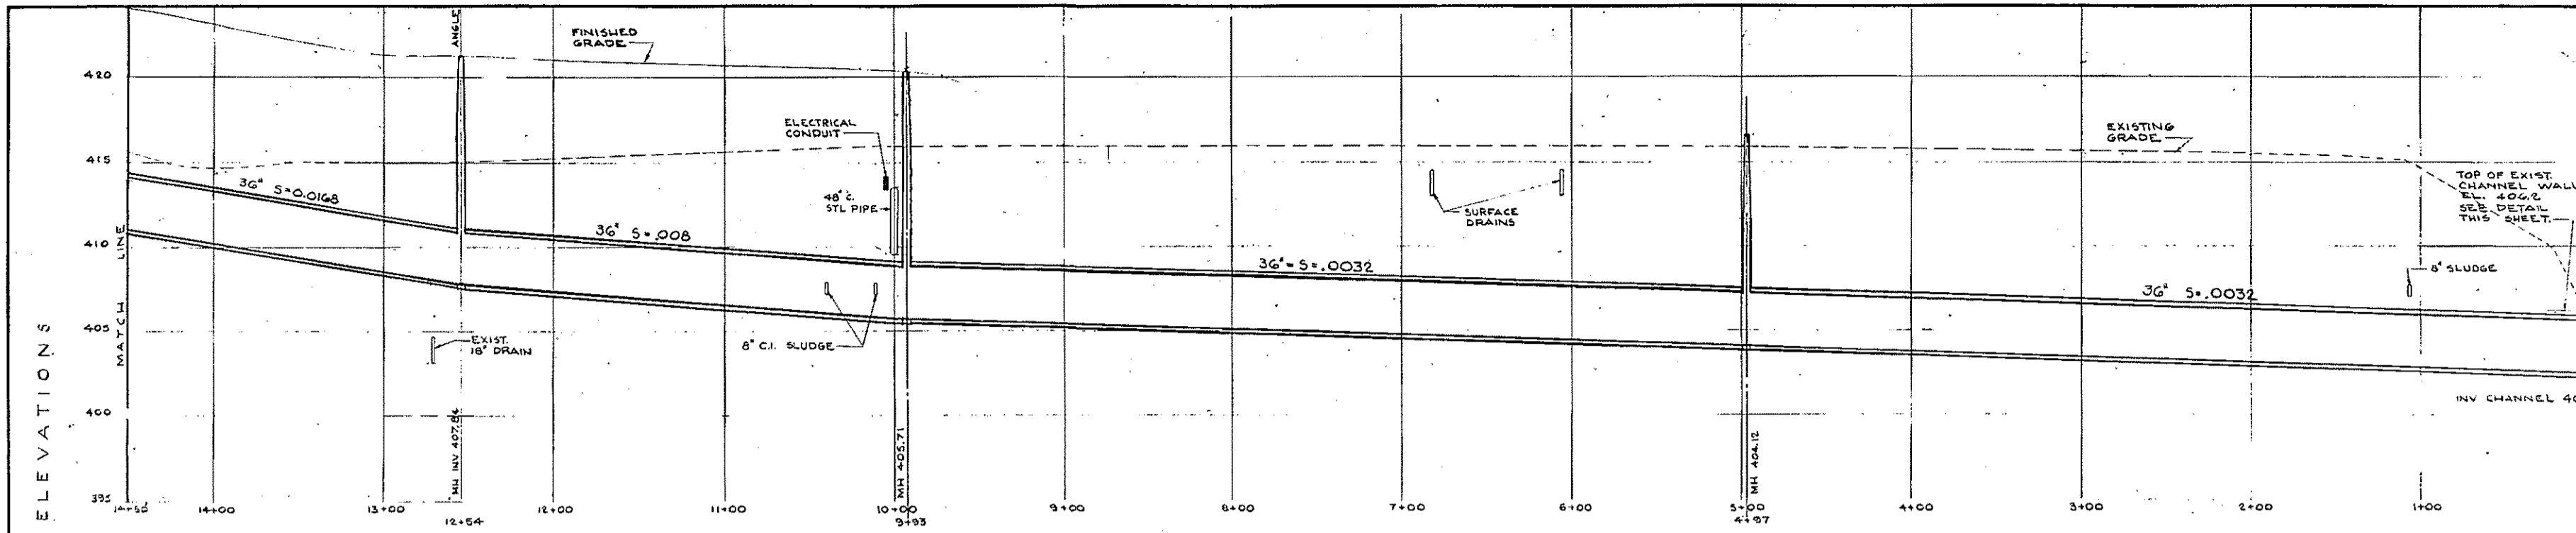 ELEVATIONS
MATCH LINE
420
415
410
405
400
395
ANGLE
FINISHED
GRADE
ELECTRICAL
CONDUIT
48" C.
STL PIPE
36" S=0.0168
36" S=.008
36" S=.0032
36" S=.0032
SURFACE
DRAINS
EXISTING
GRADE
TOP OF EXIST.
CHANNEL WALL
EL. 406.2
SEE DETAIL
THIS SHEET.
8" SLUDGE
EXIST.
18" DRAIN
8" C.I. SLUDGE
INV CHANNEL 40
MH INV 407.84
MH 405.71
MH 404.12
14+50
14+00
13+00
12+54
12+00
11+00
10+00
9+93
9+00
8+00
7+00
6+00
5+00
4+97
4+00
3+00
2+00
1+00